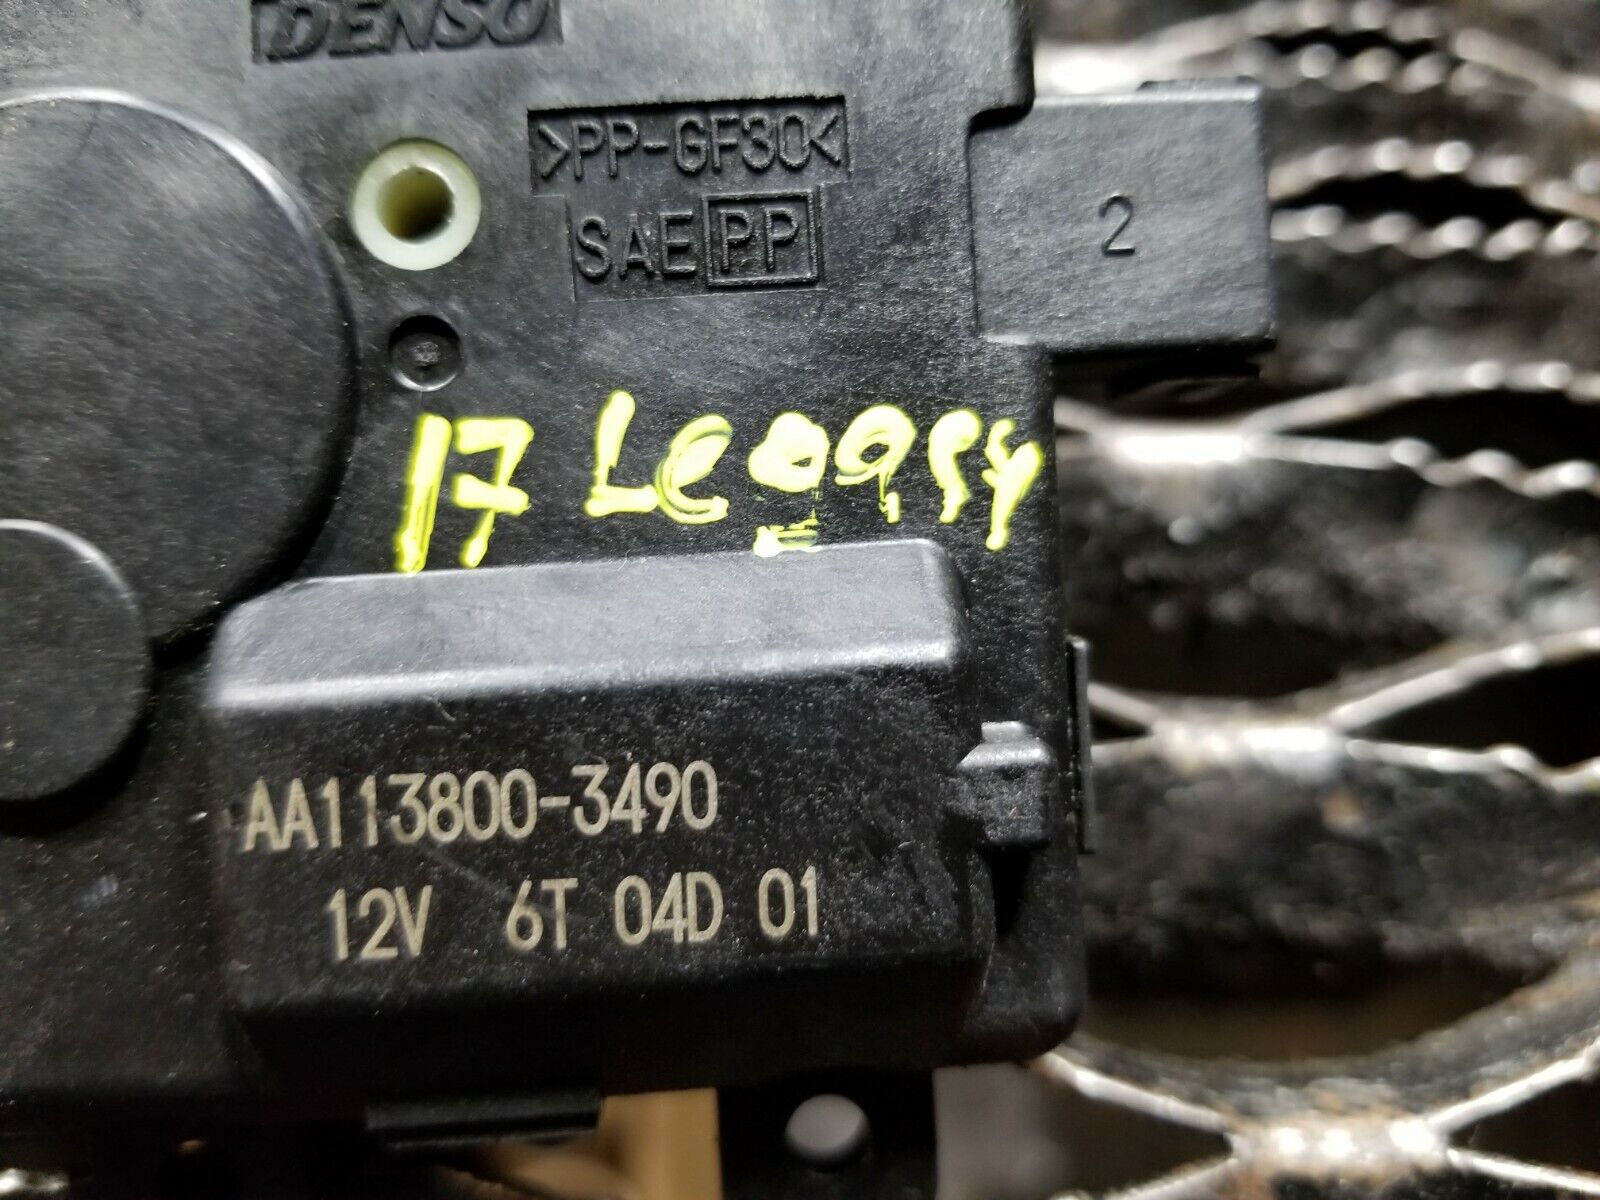 DENSO
>PP-GF30<
SAE PP
2
17 Legacy
AA113800-3490
12V 6T 04D 01